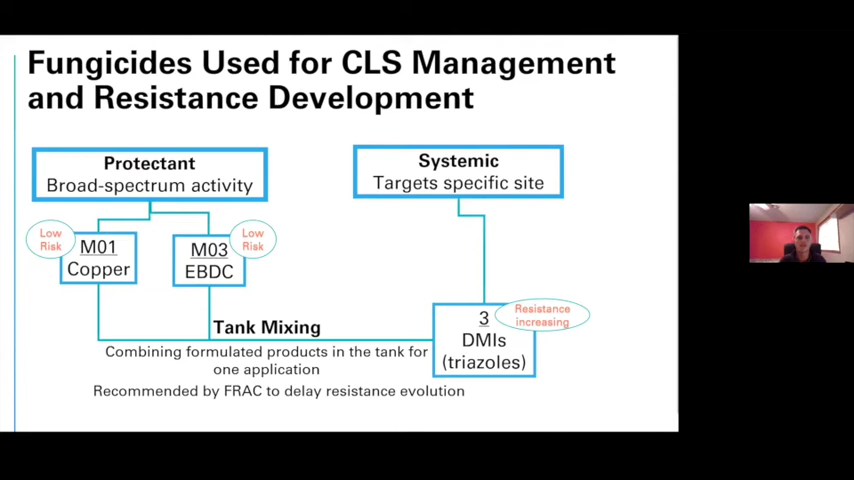 Fungicides Used for CLS Management
and Resistance Development
Protectant
Broad-spectrum activity
Systemic
Targets specific site
Low
Risk
M01
Copper
M03
EBDC
Low
Risk
Tank Mixing
Combining formulated products in the tank for
one application
Recommended by FRAC to delay resistance evolution
3
DMIs
(triazoles)
Resistance
increasing